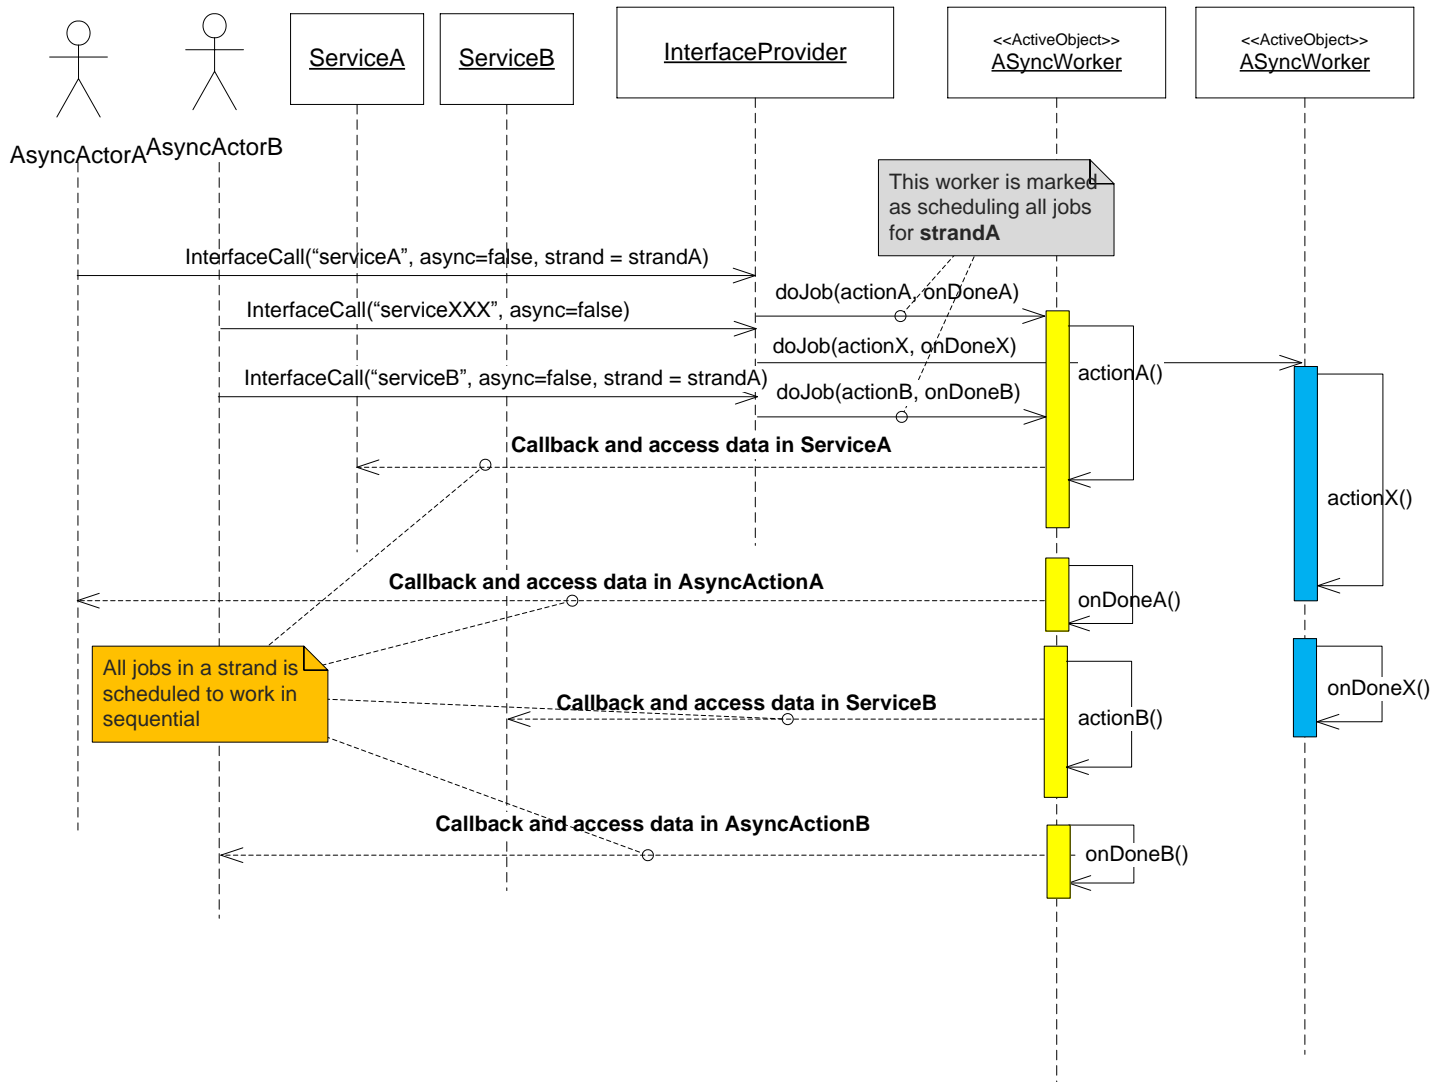 ServiceA
ServiceB
InterfaceProvider
<<ActiveObject>>
ASyncWorker
<<ActiveObject>>
ASyncWorker
AsyncActorA
AsyncActorB
This worker is marked
as scheduling all jobs
for strandA
InterfaceCall(“serviceA”, async=false, strand = strandA)
doJob(actionA, onDoneA)
InterfaceCall(“serviceXXX”, async=false)
doJob(actionX, onDoneX)
actionA()
InterfaceCall(“serviceB”, async=false, strand = strandA)
doJob(actionB, onDoneB)
Callback and access data in ServiceA
actionX()
Callback and access data in AsyncActionA
onDoneA()
All jobs in a strand is
scheduled to work in
sequential
onDoneX()
Callback and access data in ServiceB
actionB()
Callback and access data in AsyncActionB
onDoneB()